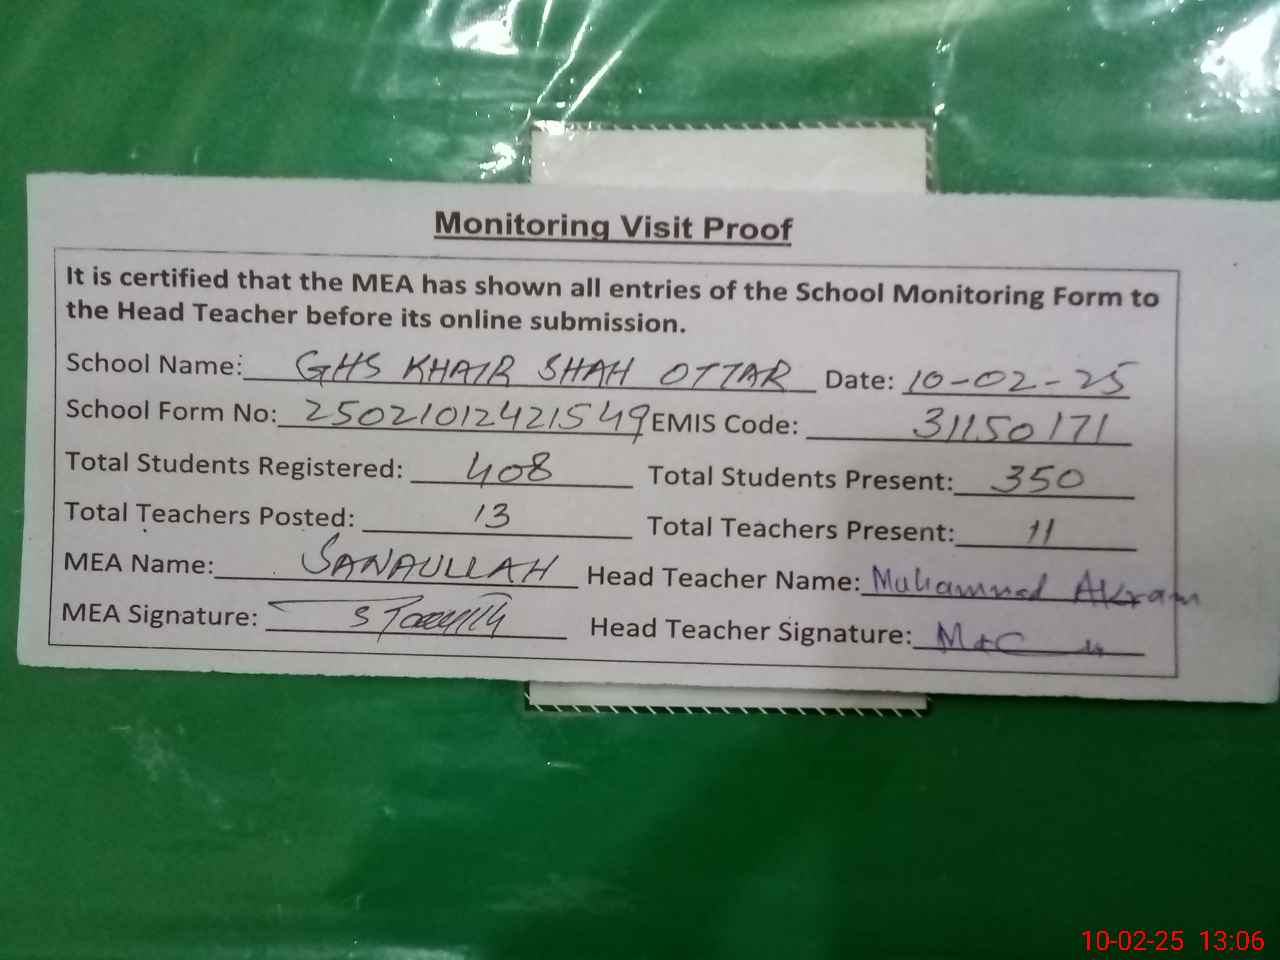 Monitoring Visit Proof
It is certified that the MEA has shown all entries of the School Monitoring Form to
the Head Teacher before its online submission.
School Name: GHS KHAIR SHAH OTTAR Date: 10-02-25
School Form No: 25021012421549 EMIS Code: 31150171
Total Students Registered: 408 Total Students Present: 350
Total Teachers Posted: 13 Total Teachers Present: 11
MEA Name: SANAULLAH Head Teacher Name: Muhammad Akram
MEA Signature: Head Teacher Signature:
10-02-25 13:06